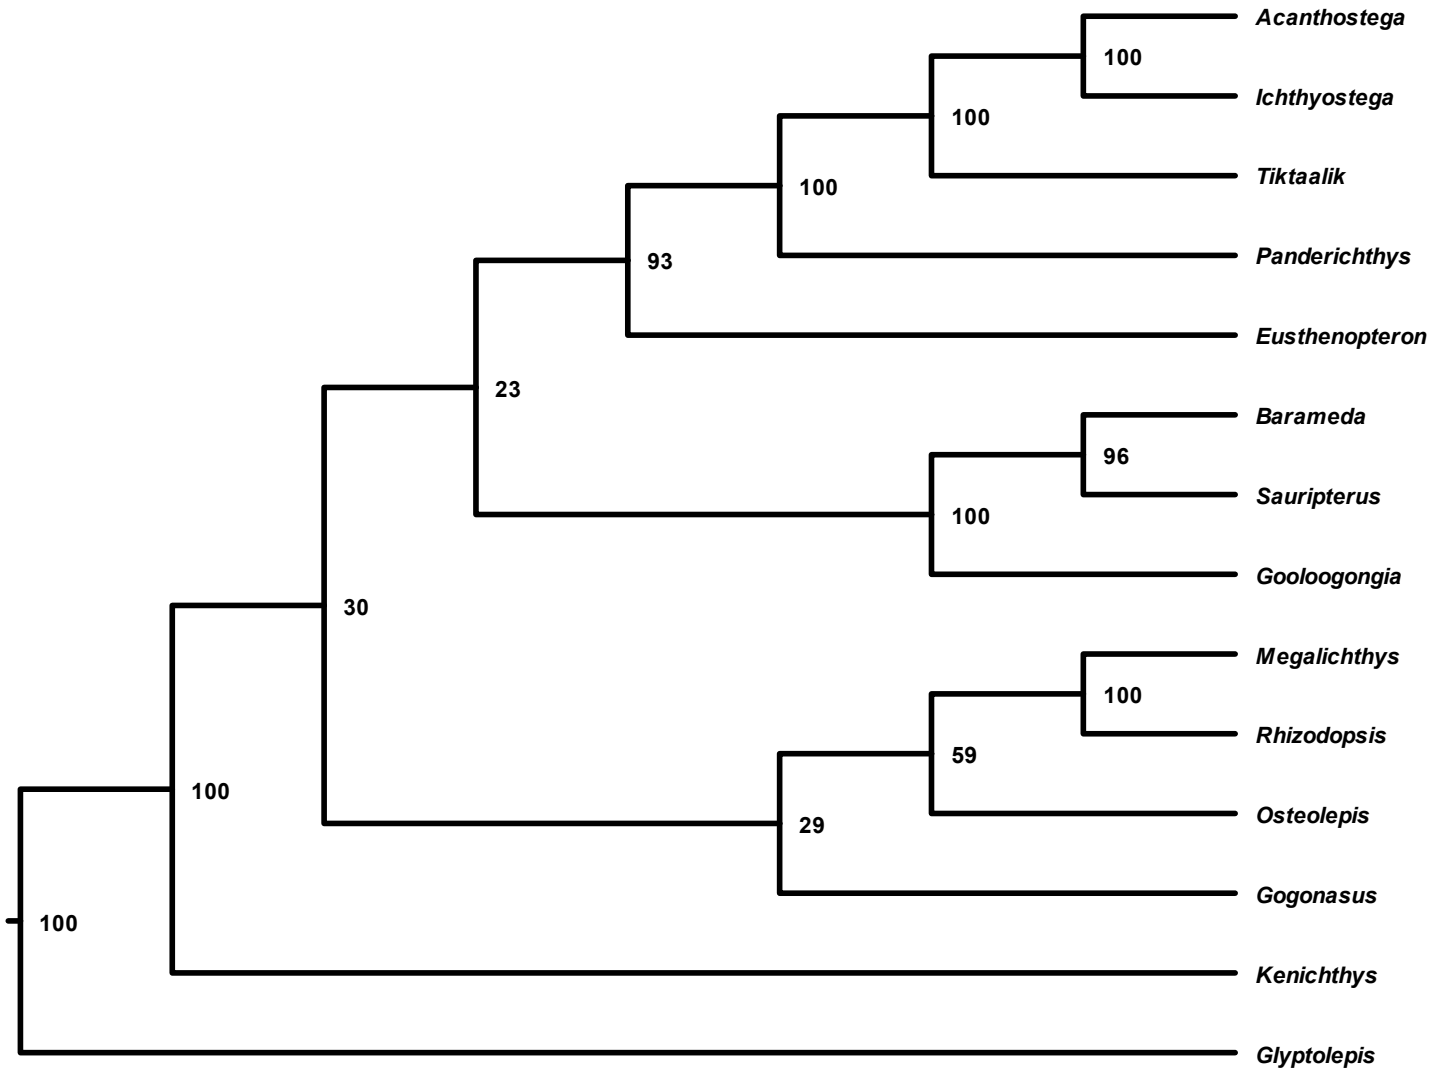 Acanthostega
100
Ichthyostega
100
Tiktaalik
100
Panderichthys
93
Eusthenopteron
23
Barameda
96
Sauripterus
100
Gooloogongia
30
Megalichthys
100
Rhizodopsis
59
Osteolepis
100
29
Gogonasus
100
Kenichthys
Glyptolepis